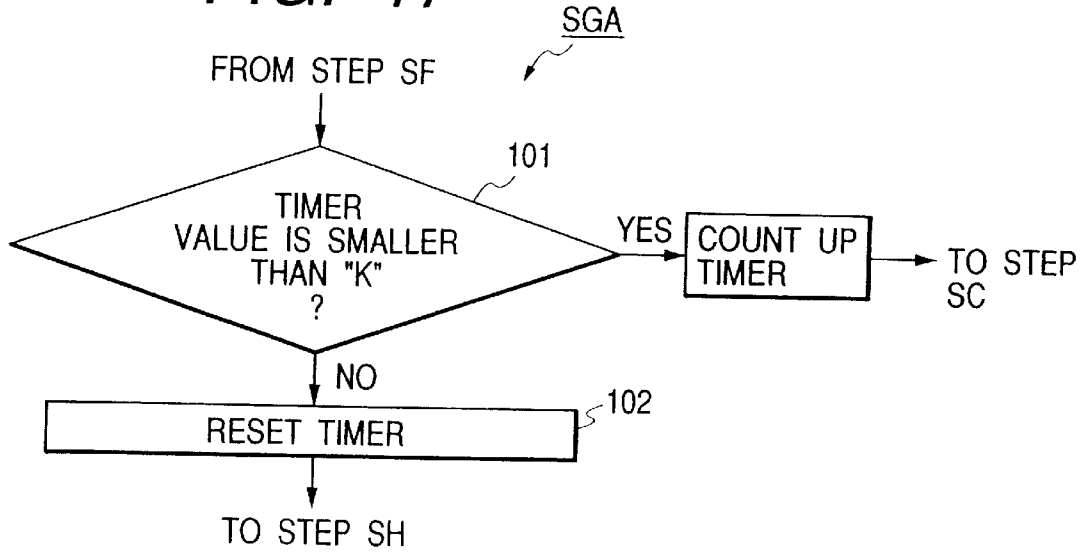 SGA
FROM STEP SF
101
TIMER
VALUE IS SMALLER
THAN "K"
?
YES
COUNT UP
TIMER
TO STEP
SC
NO
RESET TIMER
102
TO STEP SH